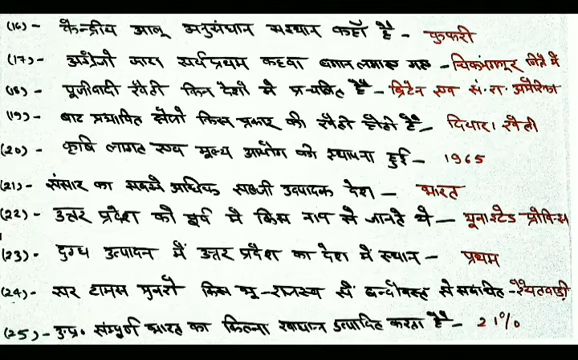 (16)- केन्द्रीय आलू अनुसंधान संस्थान कहाँ है - कुफरी
(17)- अंग्रेजो द्वारा सर्वप्रथम कहवा बागान लगाया गया - चिकमंगलूर जिले में
(18)- पूंजीवादी खेती किन देशों में प्रचलित है - ब्रिटेन एवं सं. रा. अमेरिका
(19)- बाढ़ प्रभावित क्षेत्रो किस प्रकार की खेती होती है - दियारा खेती
(20)- कृषि लागत एवं मूल्य आयोग की स्थापना हुई - 1965
(21)- संसार का सबसे अधिक सब्जी उत्पादक देश - भारत
(22)- उत्तर प्रदेश को पूर्व में किस नाम से जानते थे - यूनाइटेड प्रोविन्स
(23)- दुग्ध उत्पादन में उत्तर प्रदेश का देश में स्थान - प्रथम
(24)- सर टामस मुनरो किस भू-राजस्व से बन्दोबस्त से सम्बंधित - रैयतवाड़ी
(25)- उ.प्र. सम्पूर्ण भारत का कितना खाद्यान्न उत्पादित करता है - 21%